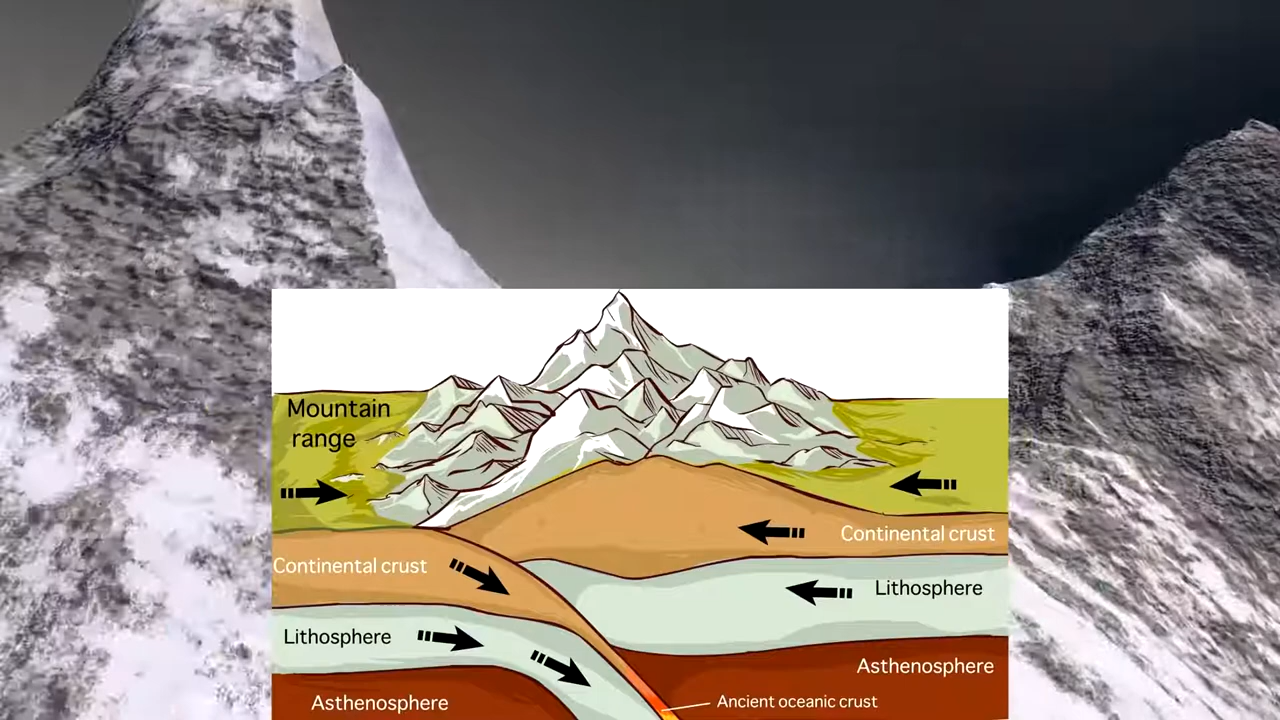 Mountain
range
Continental crust
Continental crust
Lithosphere
Lithosphere
Asthenosphere
Asthenosphere
Ancient oceanic crust